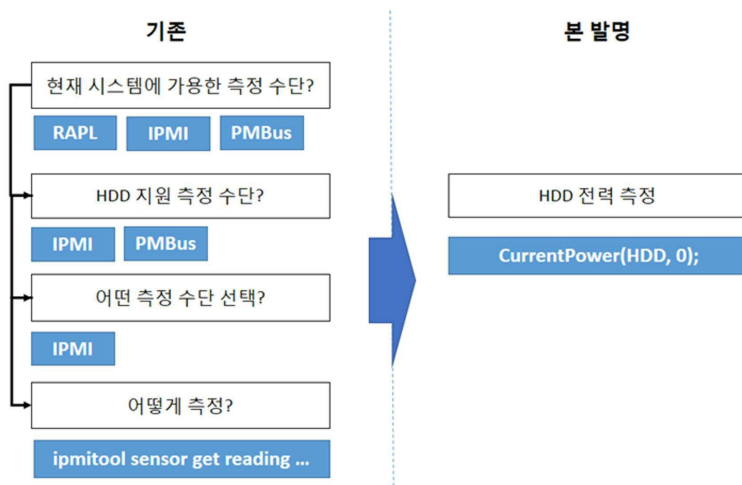 기존
현재 시스템에 가용한 측정 수단?
RAPL
IPMI
PMBus
HDD 지원 측정 수단?
IPMI
PMBus
어떤 측정 수단 선택?
IPMI
어떻게 측정?
ipmitool sensor get reading ...
본 발명
HDD 전력 측정
CurrentPower(HDD, 0);